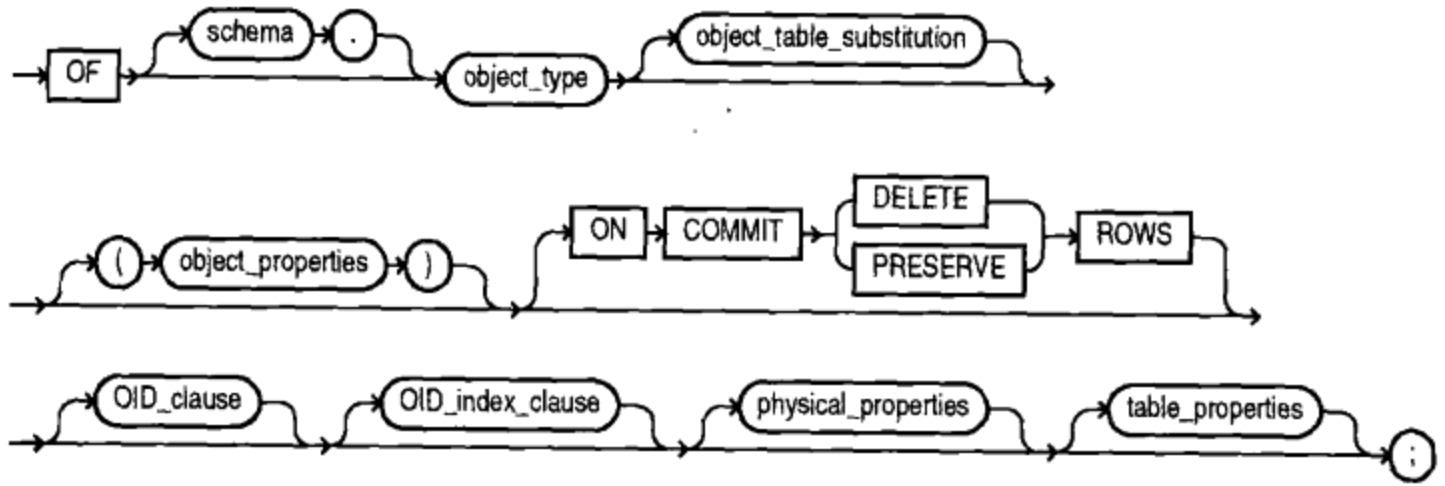 OF schema . object_type object_table_substitution
( object_properties ) ON COMMIT DELETE PRESERVE ROWS
OID_clause OID_index_clause physical_properties table_properties ;